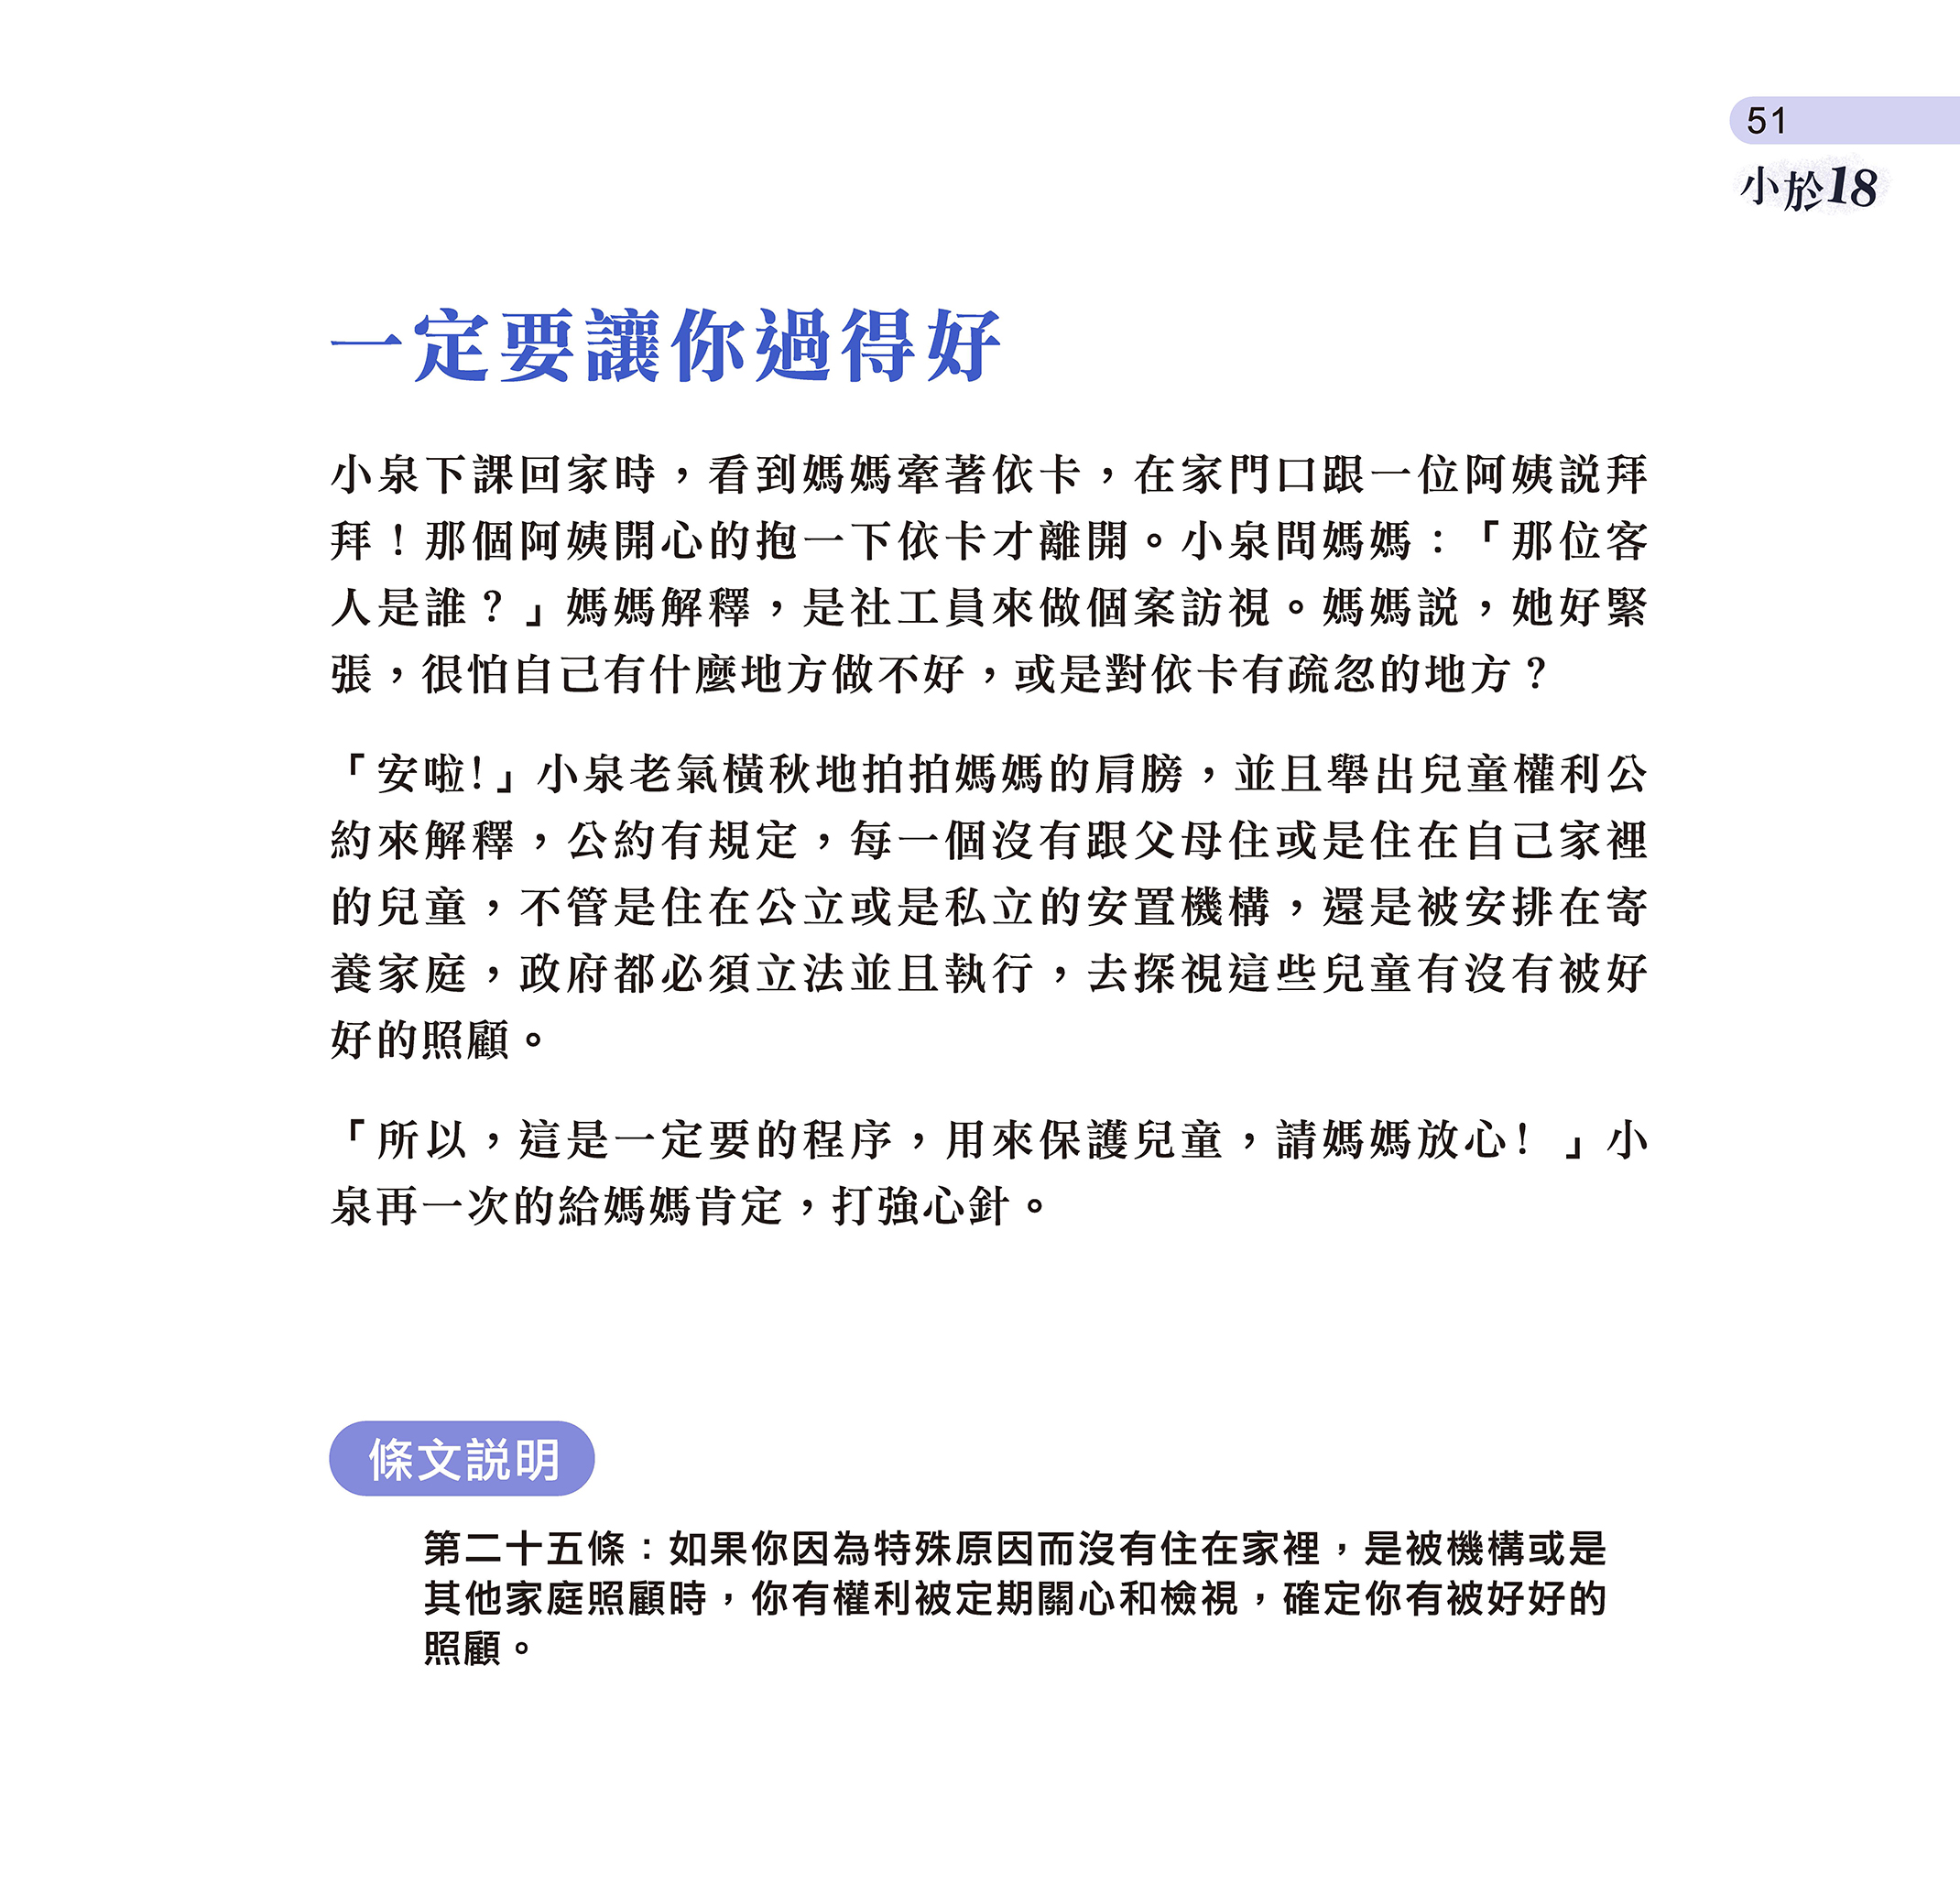 51
小於18
一定要讓你過得好
小泉下課回家時，看到媽媽牽著依卡，在家門口跟一位阿姨說拜
拜！那個阿姨開心的抱一下依卡才離開。小泉問媽媽：「那位客
人是誰？」媽媽解釋，是社工員來做個案訪視。媽媽說，她好緊
張，很怕自己有什麼地方做不好，或是對依卡有疏忽的地方？
「安啦！」小泉老氣橫秋地拍拍媽媽的肩膀，並且舉出兒童權利公
約來解釋，公約有規定，每一個沒有跟父母住或是住在自己家裡
的兒童，不管是住在公立或是私立的安置機構，還是被安排在寄
養家庭，政府都必須立法並且執行，去探視這些兒童有沒有被好
好的照顧。
「所以，這是一定要的程序，用來保護兒童，請媽媽放心！」小
泉再一次的給媽媽肯定，打強心針。
條文說明
第二十五條：如果你因為特殊原因而沒有住在家裡，是被機構或是
其他家庭照顧時，你有權利被定期關心和檢視，確定你有被好好的
照顧。